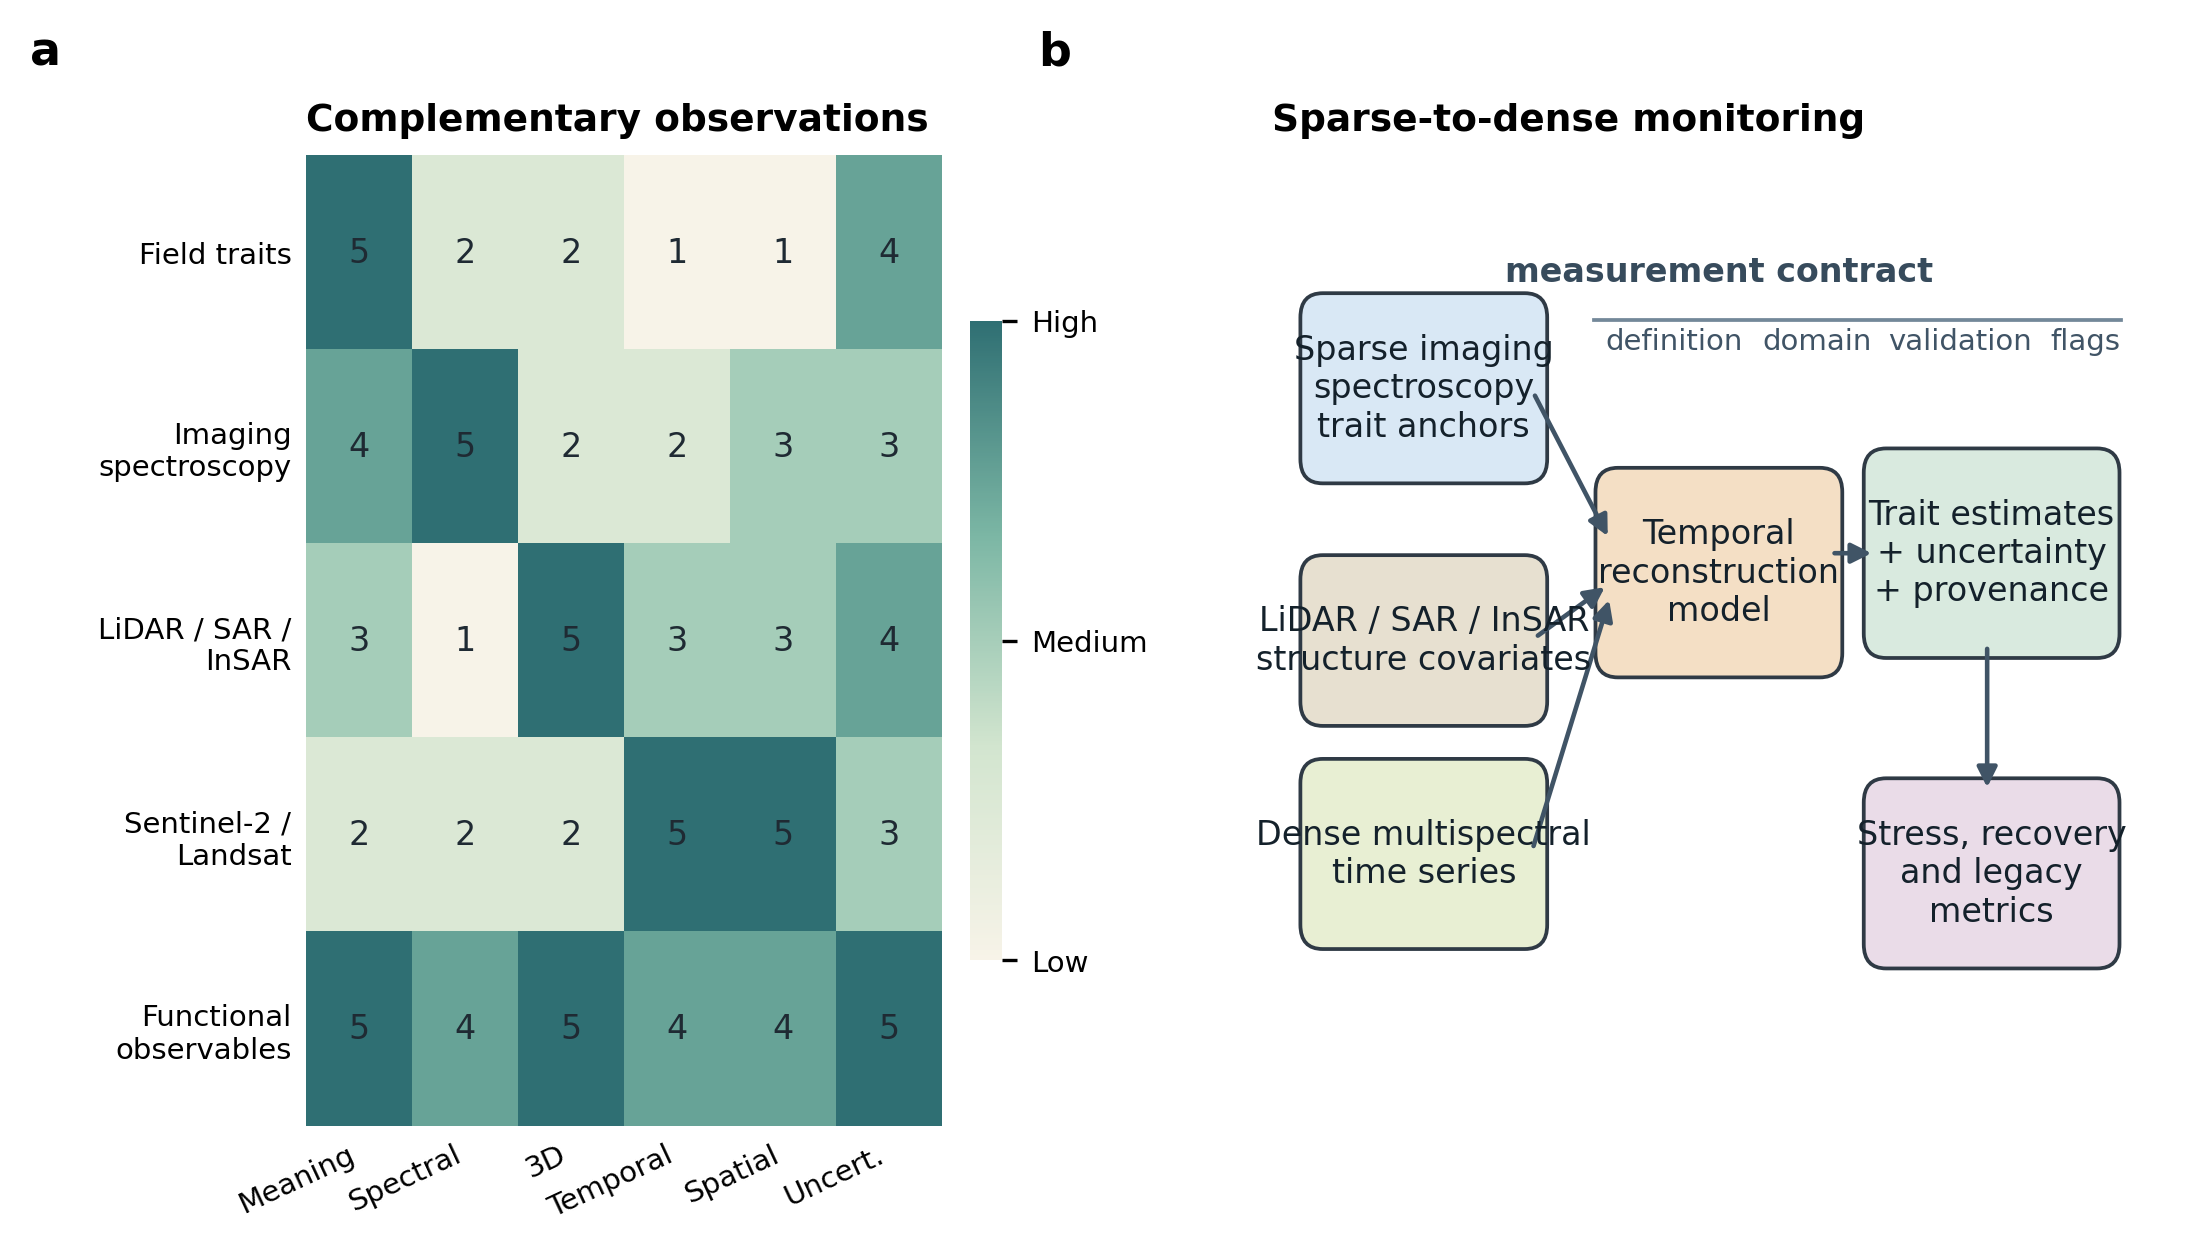 a
Complementary observations
Field traits
5 2 2 1 1 4
Imaging
spectroscopy
4 5 2 2 3 3
LiDAR / SAR /
InSAR
3 1 5 3 3 4
Sentinel-2 /
Landsat
2 2 2 5 5 3
Functional
observables
5 4 5 4 4 5
Meaning Spectral 3D Temporal Spatial Uncert.
High
Medium
Low
b
Sparse-to-dense monitoring
measurement contract
definition domain validation flags
Sparse imaging
spectroscopy
trait anchors
LiDAR / SAR / InSAR
structure covariates
Dense multispectral
time series
Temporal
reconstruction
model
Trait estimates
+ uncertainty
+ provenance
Stress, recovery
and legacy
metrics